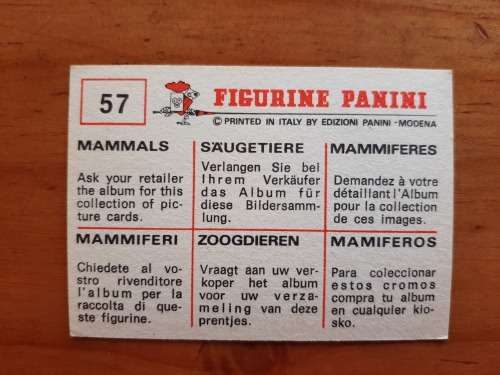 57
FIGURINE PANINI
© PRINTED IN ITALY BY EDIZIONI PANINI - MODENA
MAMMALS
Ask your retailer
the album for this
collection of pic-
ture cards.
SÄUGETIERE
Verlangen Sie bei
Ihrem Verkäufer
das Album für
diese Bildersamm-
lung.
MAMMIFERES
Demandez à votre
détaillant l'Album
pour la collection
de ces images.
MAMMIFERI
Chiedete al vo-
stro rivenditore
l'album per la
raccolta di que-
ste figurine.
ZOOGDIEREN
Vraagt aan uw ver-
koper het album
voor uw verza-
meling van deze
prentjes.
MAMIFEROS
Para coleccionar
estos cromos
compra tu album
en cualquier kio-
sko.